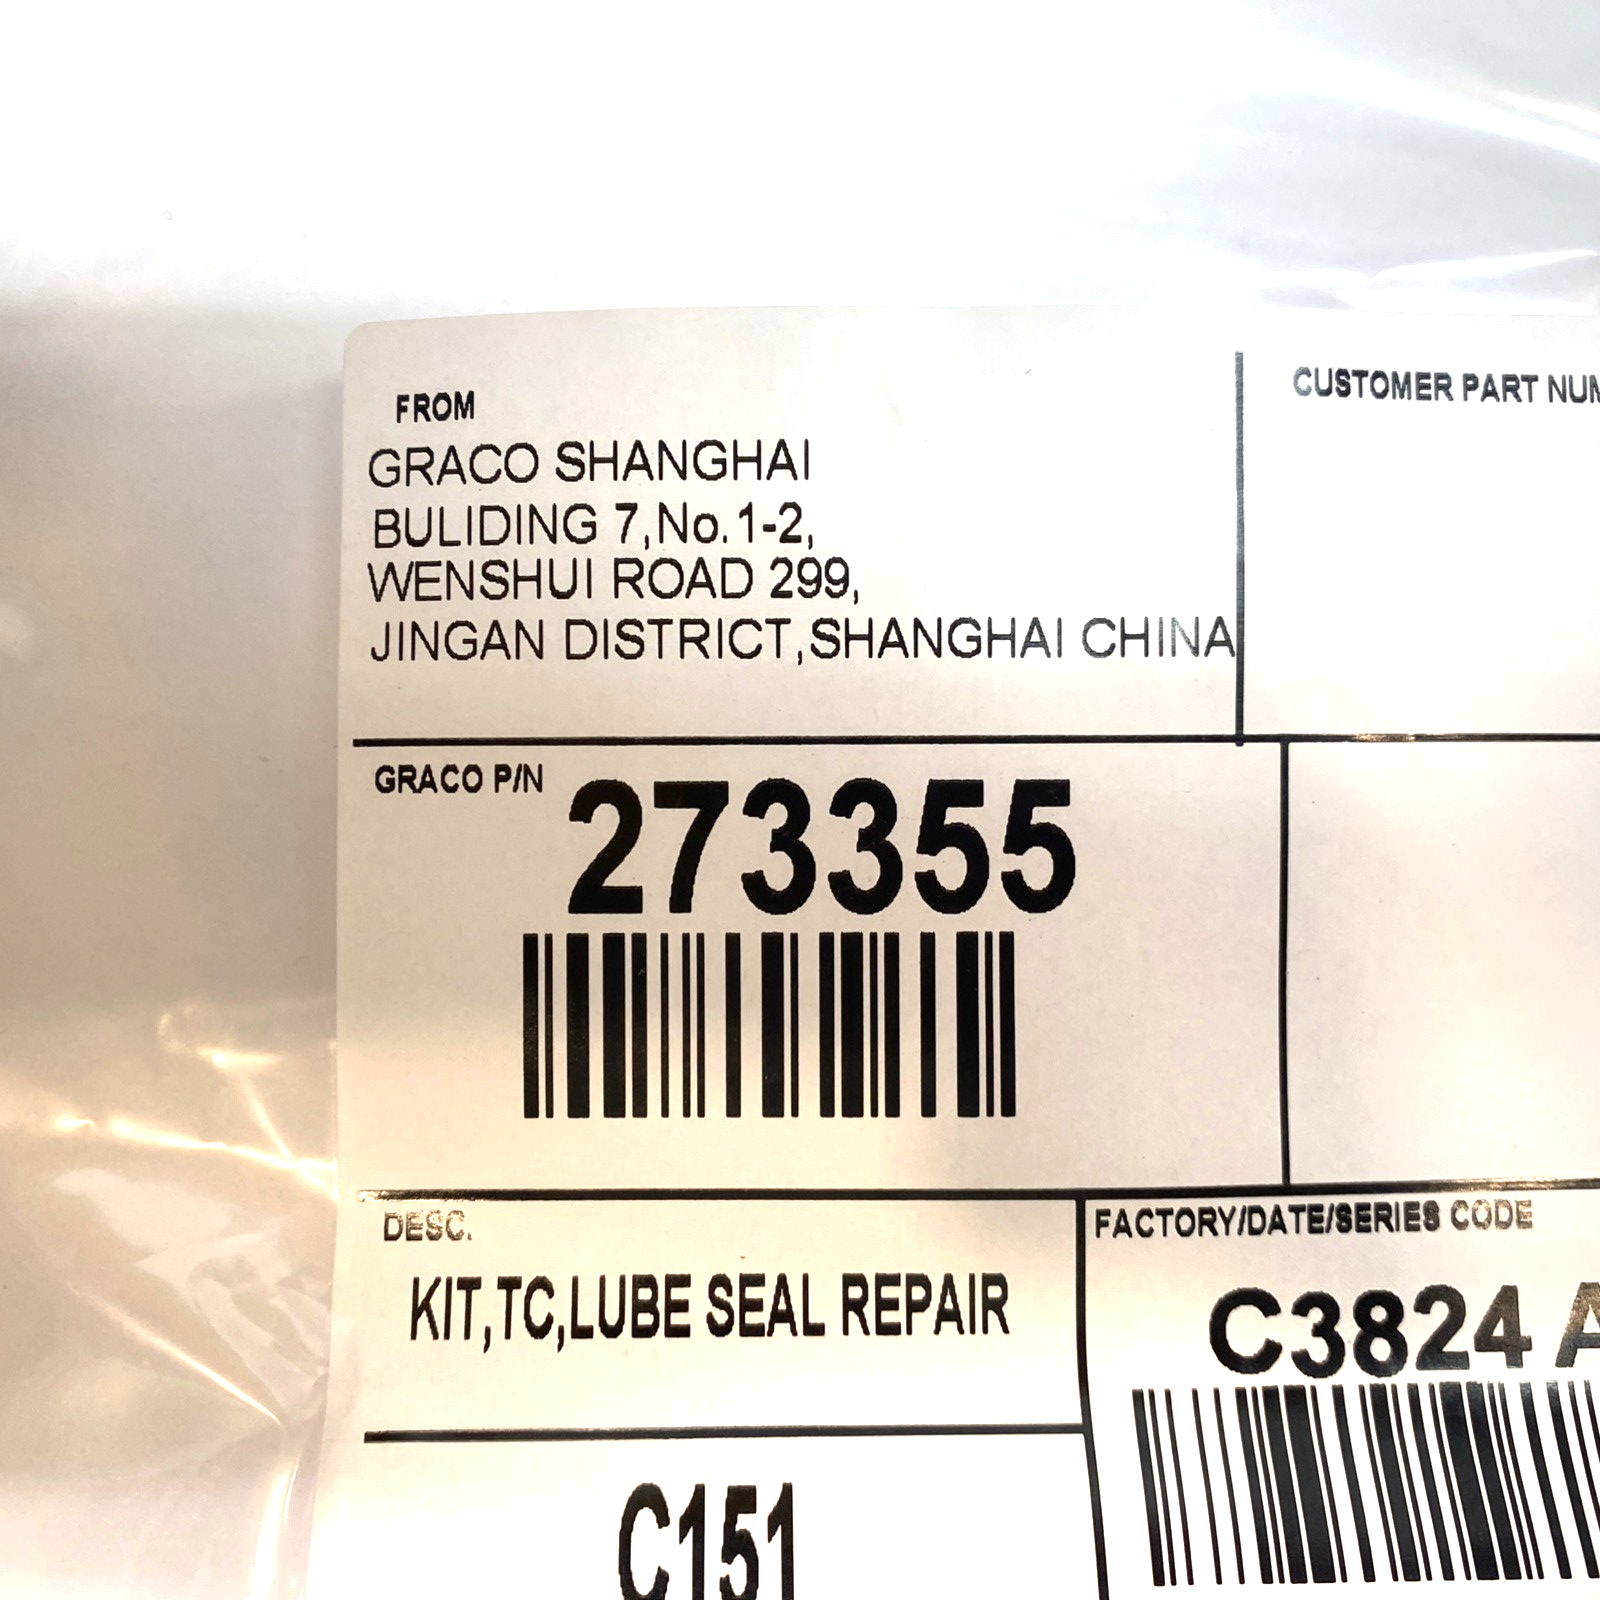 FROM
GRACO SHANGHAI
BULIDING 7,No.1-2,
WENSHUI ROAD 299,
JINGAN DISTRICT,SHANGHAI CHINA
CUSTOMER PART
GRACO P/N
273355
DESC.
KIT,TC,LUBE SEAL REPAIR
FACTORY/DATE/SERIES CODE
C3824 A
C151